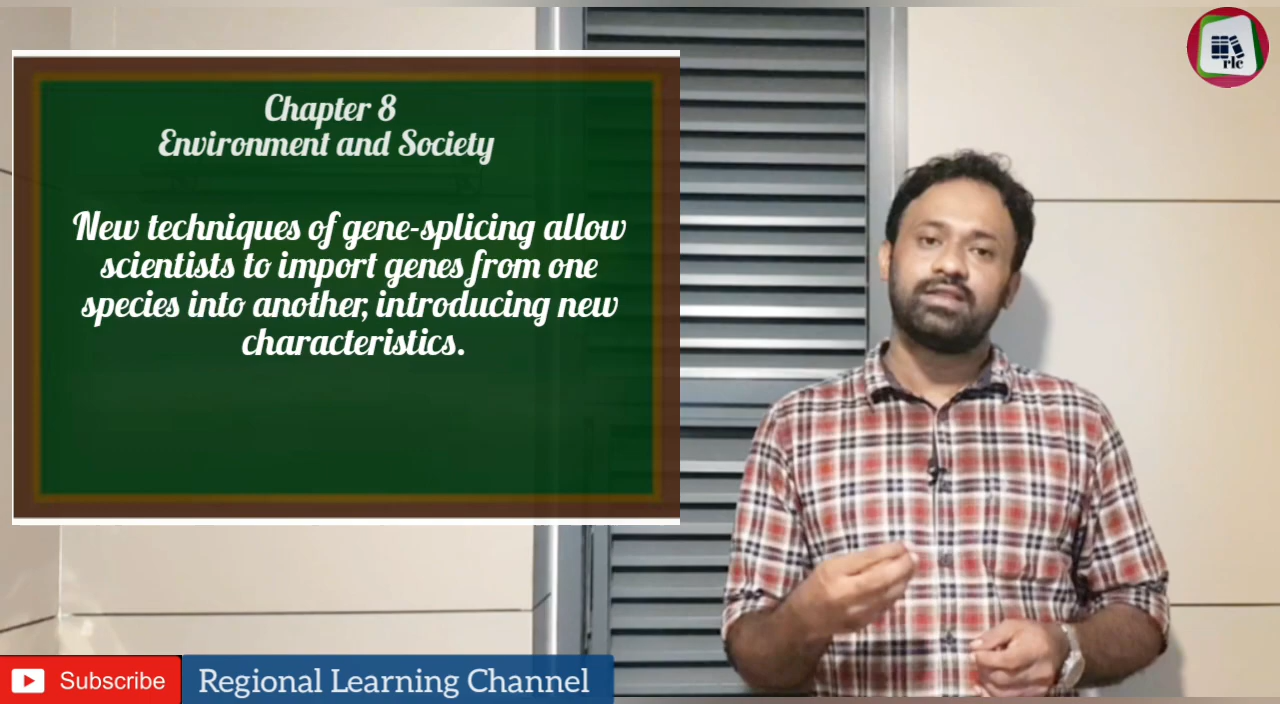 Chapter 8
Environment and Society
New techniques of gene-splicing allow
scientists to import genes from one
species into another, introducing new
characteristics.
rlc
Subscribe
Regional Learning Channel